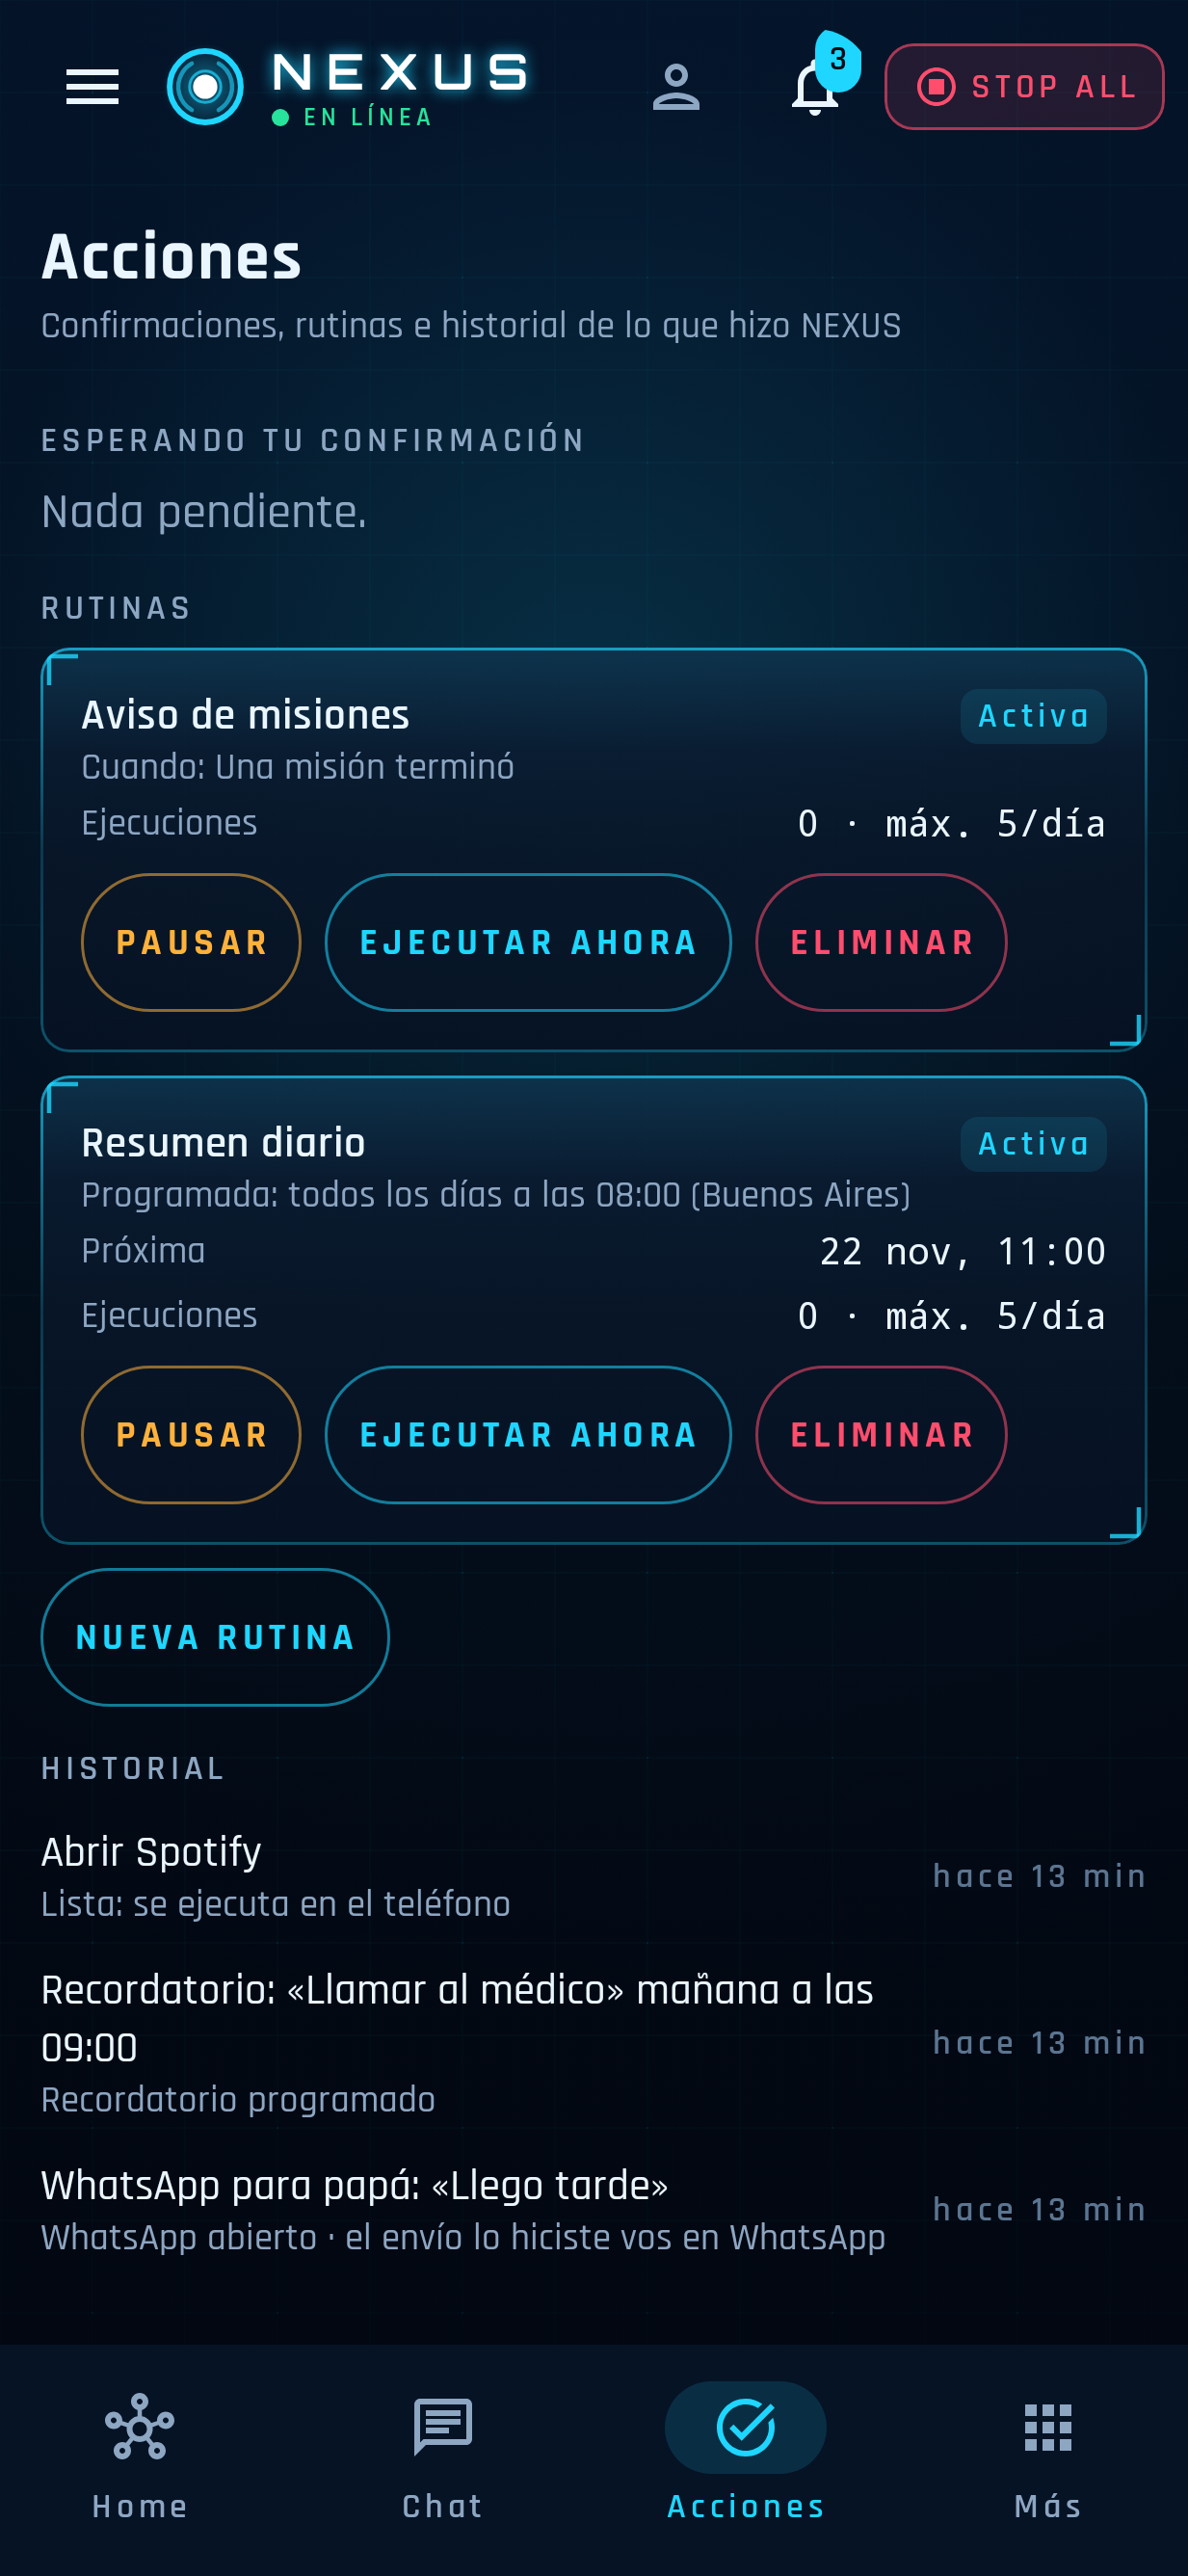 NEXUS
EN LÍNEA
3
STOP ALL
Acciones
Confirmaciones, rutinas e historial de lo que hizo NEXUS
ESPERANDO TU CONFIRMACIÓN
Nada pendiente.
RUTINAS
Aviso de misiones
Activa
Cuando: Una misión terminó
Ejecuciones
0 · máx. 5/día
PAUSAR
EJECUTAR AHORA
ELIMINAR
Resumen diario
Activa
Programada: todos los días a las 08:00 (Buenos Aires)
Próxima
22 nov, 11:00
Ejecuciones
0 · máx. 5/día
PAUSAR
EJECUTAR AHORA
ELIMINAR
NUEVA RUTINA
HISTORIAL
Abrir Spotify
Lista: se ejecuta en el teléfono
hace 13 min
Recordatorio: «Llamar al médico» mañana a las
09:00
Recordatorio programado
hace 13 min
WhatsApp para papá: «Llego tarde»
WhatsApp abierto · el envío lo hiciste vos en WhatsApp
hace 13 min
Home
Chat
Acciones
Más